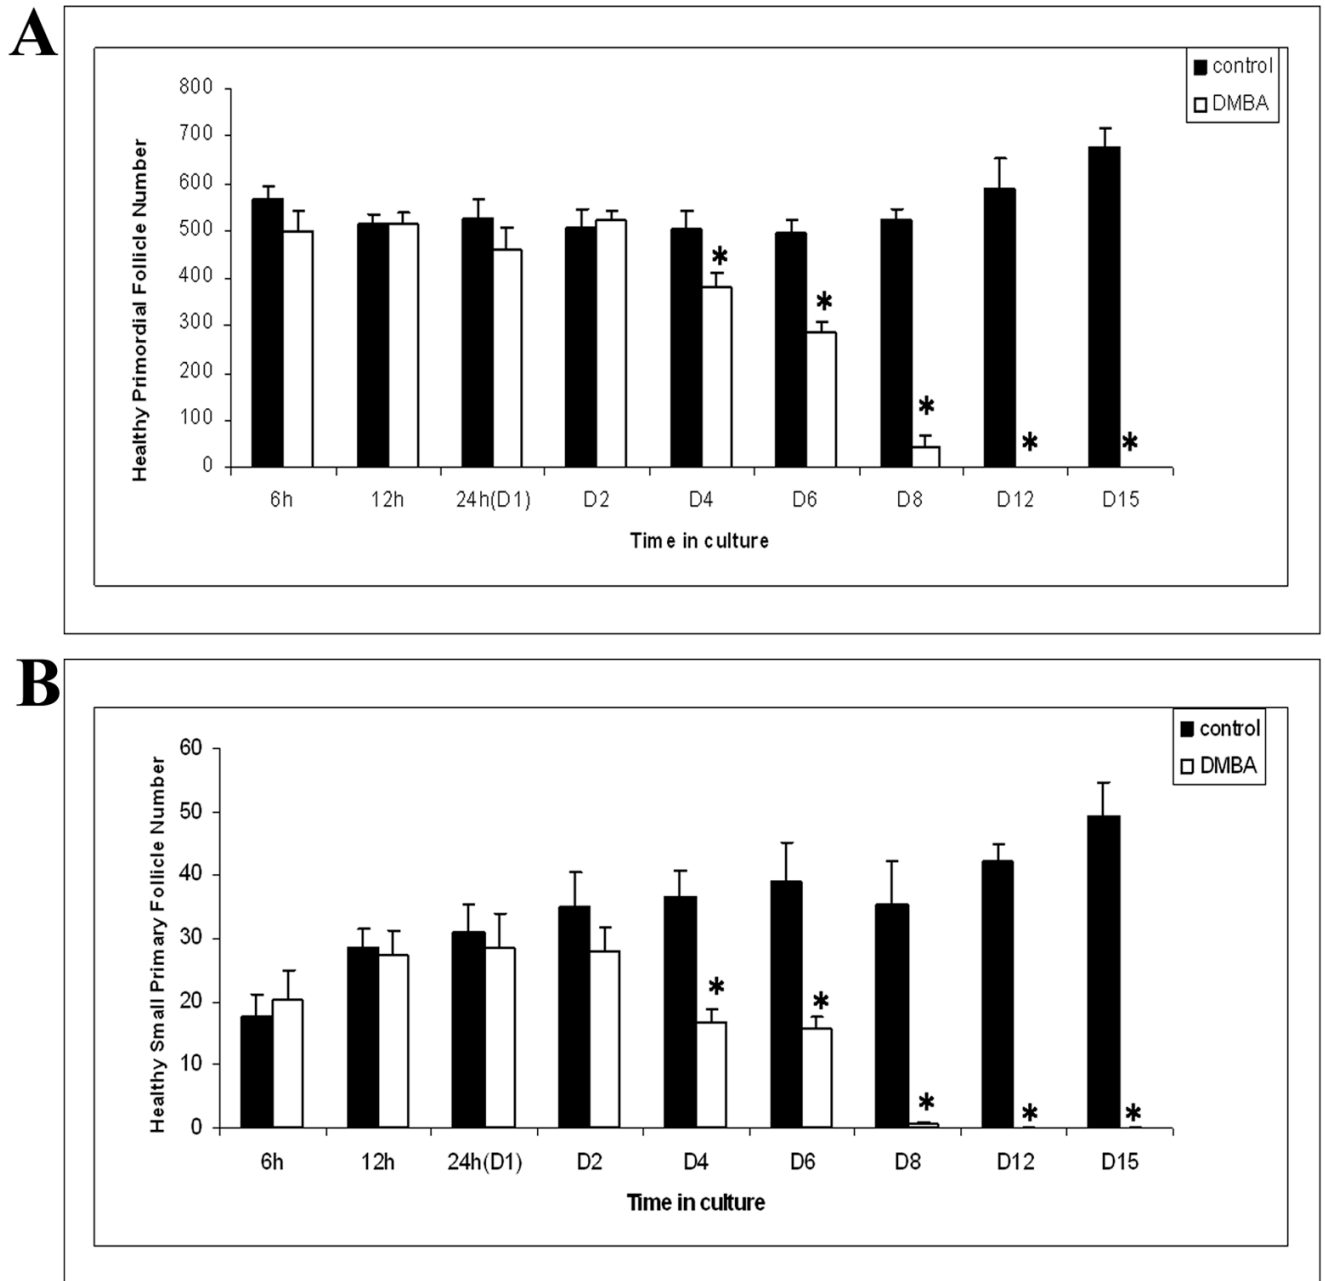 A
control
DMBA
800
700
600
500
400
300
200
100
0
Healthy Primordial Follicle Number
*
*
*
*
*
6h 12h 24h(D1) D2 D4 D6 D8 D12 D15
Time in culture
B
control
DMBA
60
50
40
30
20
10
0
Healthy Small Primary Follicle Number
*
*
*
*
*
6h 12h 24h(D1) D2 D4 D6 D8 D12 D15
Time in culture